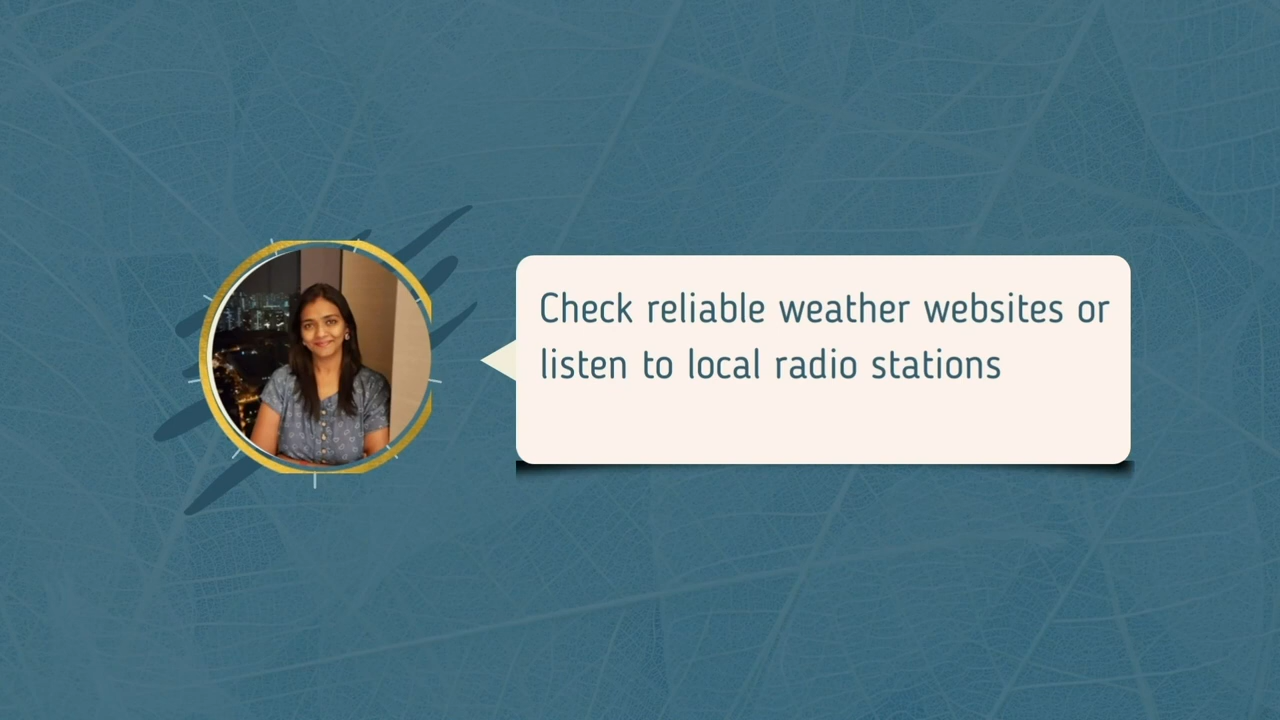 Check reliable weather websites or
listen to local radio stations